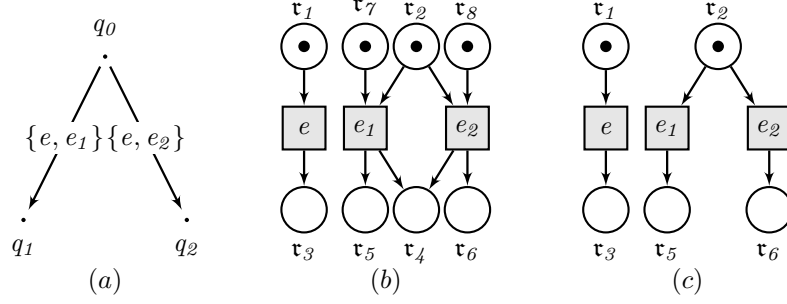 𝔯1 𝔯7 𝔯2 𝔯8 𝔯1 𝔯2
q0
{e, e1}{e, e2} e e1 e2 e e1 e2
q1 q2 𝔯3 𝔯5 𝔯4 𝔯6 𝔯3 𝔯5 𝔯6
(a) (b) (c)